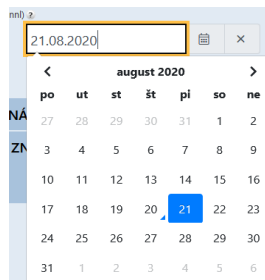 nnl) ?
21.08.2020
august 2020
po ut st št pi so ne
NÁ 27 28 29 30 31 1 2
ZN 3 4 5 6 7 8 9
10 11 12 13 14 15 16
17 18 19 20 21 22 23
24 25 26 27 28 29 30
31 1 2 3 4 5 6